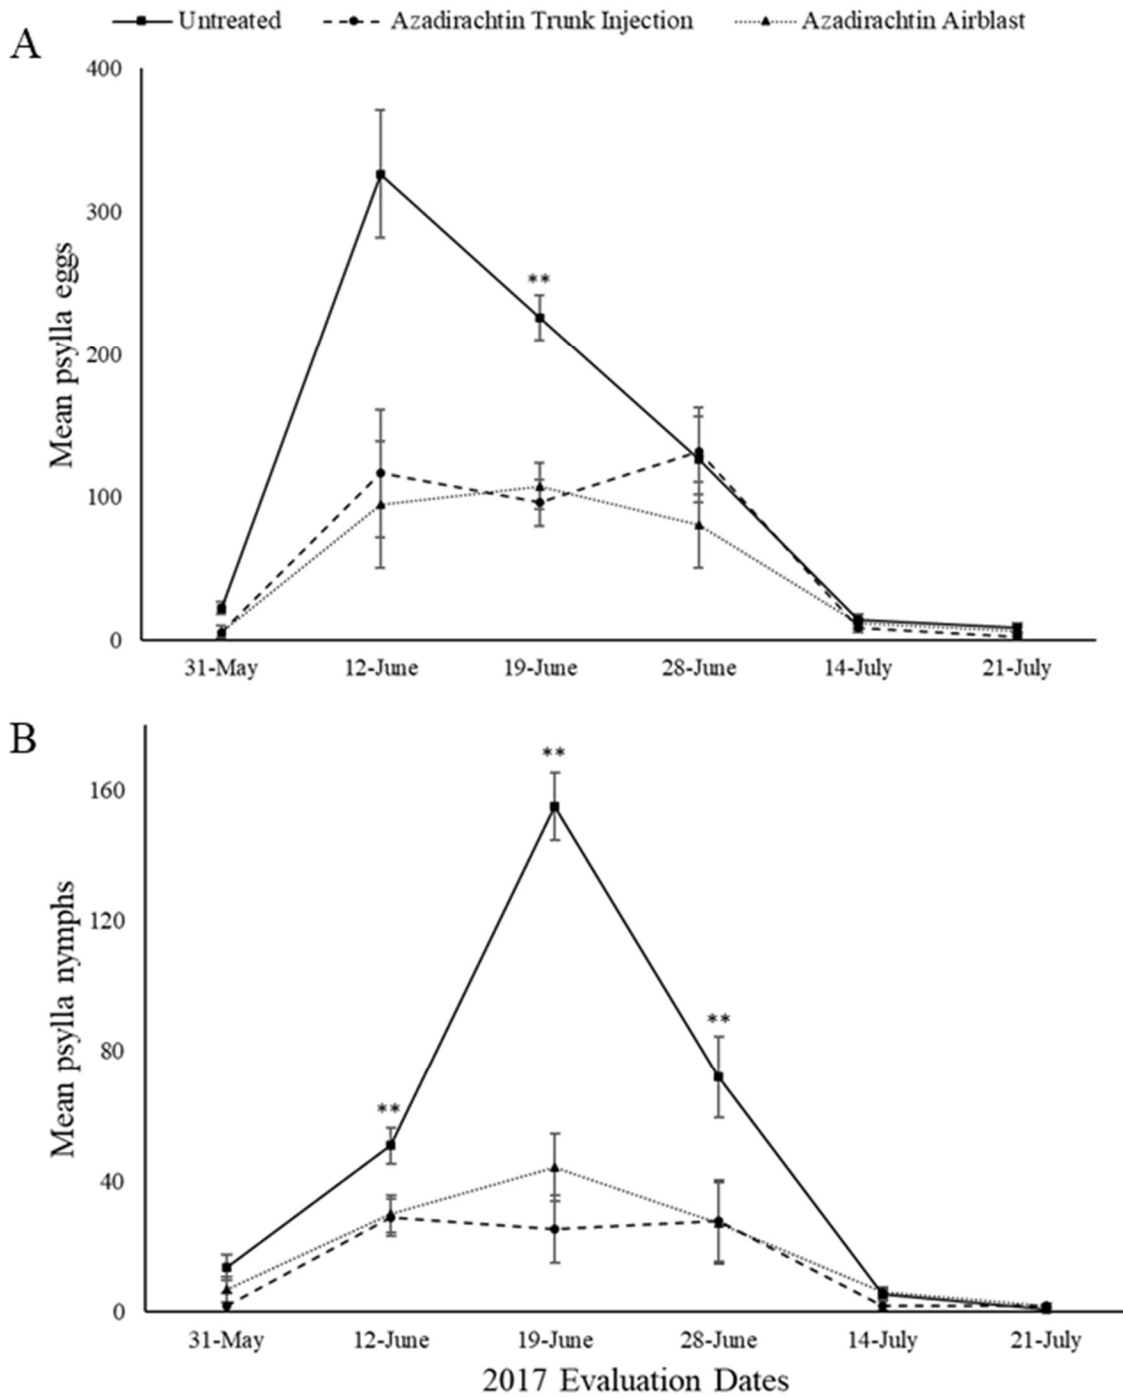 Untreated Azadirachtin Trunk Injection Azadirachtin Airblast
A
400
300
200
100
0
Mean psylla eggs
**
31-May 12-June 19-June 28-June 14-July 21-July
B
160
120
80
40
0
Mean psylla nymphs
**
**
**
31-May 12-June 19-June 28-June 14-July 21-July
2017 Evaluation Dates